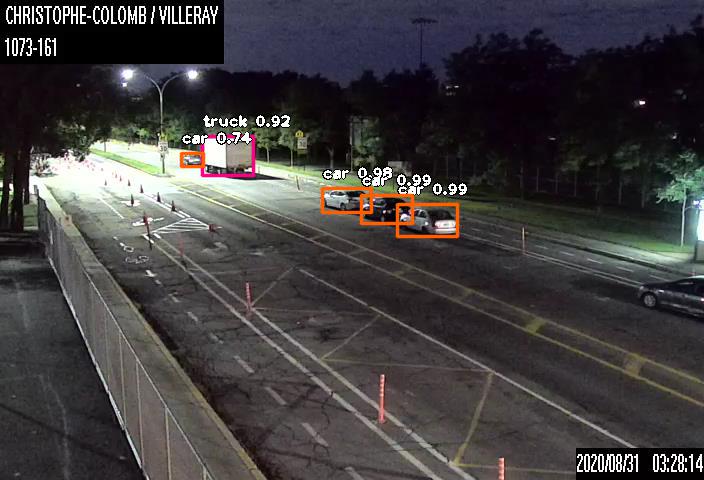 CHRISTOPHE-COLOMB / VILLERAY
1073-161
truck 0.92
car 0.74
car 0.98
car 0.99
car 0.99
2020/08/31 03:28:14